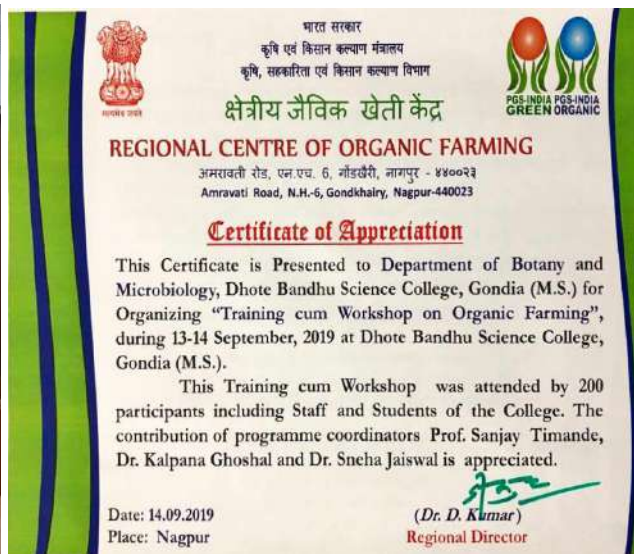 भारत सरकार
कृषि एवं किसान कल्याण मंत्रालय
कृषि, सहकारिता एवं किसान कल्याण विभाग
सत्यमेव जयते
PGS-INDIA PGS-INDIA
GREEN ORGANIC
क्षेत्रीय जैविक खेती केंद्र
REGIONAL CENTRE OF ORGANIC FARMING
अमरावती रोड, एन.एच. 6, गोंडखैरी, नागपुर - ४४००२३
Amravati Road, N.H.-6, Gondkhairy, Nagpur-440023
Certificate of Appreciation
This Certificate is Presented to Department of Botany and
Microbiology, Dhote Bandhu Science College, Gondia (M.S.) for
Organizing “Training cum Workshop on Organic Farming”,
during 13-14 September, 2019 at Dhote Bandhu Science College,
Gondia (M.S.).
This Training cum Workshop was attended by 200
participants including Staff and Students of the College. The
contribution of programme coordinators Prof. Sanjay Timande,
Dr. Kalpana Ghoshal and Dr. Sneha Jaiswal is appreciated.
Date: 14.09.2019
(Dr. D. Kumar)
Place: Nagpur
Regional Director